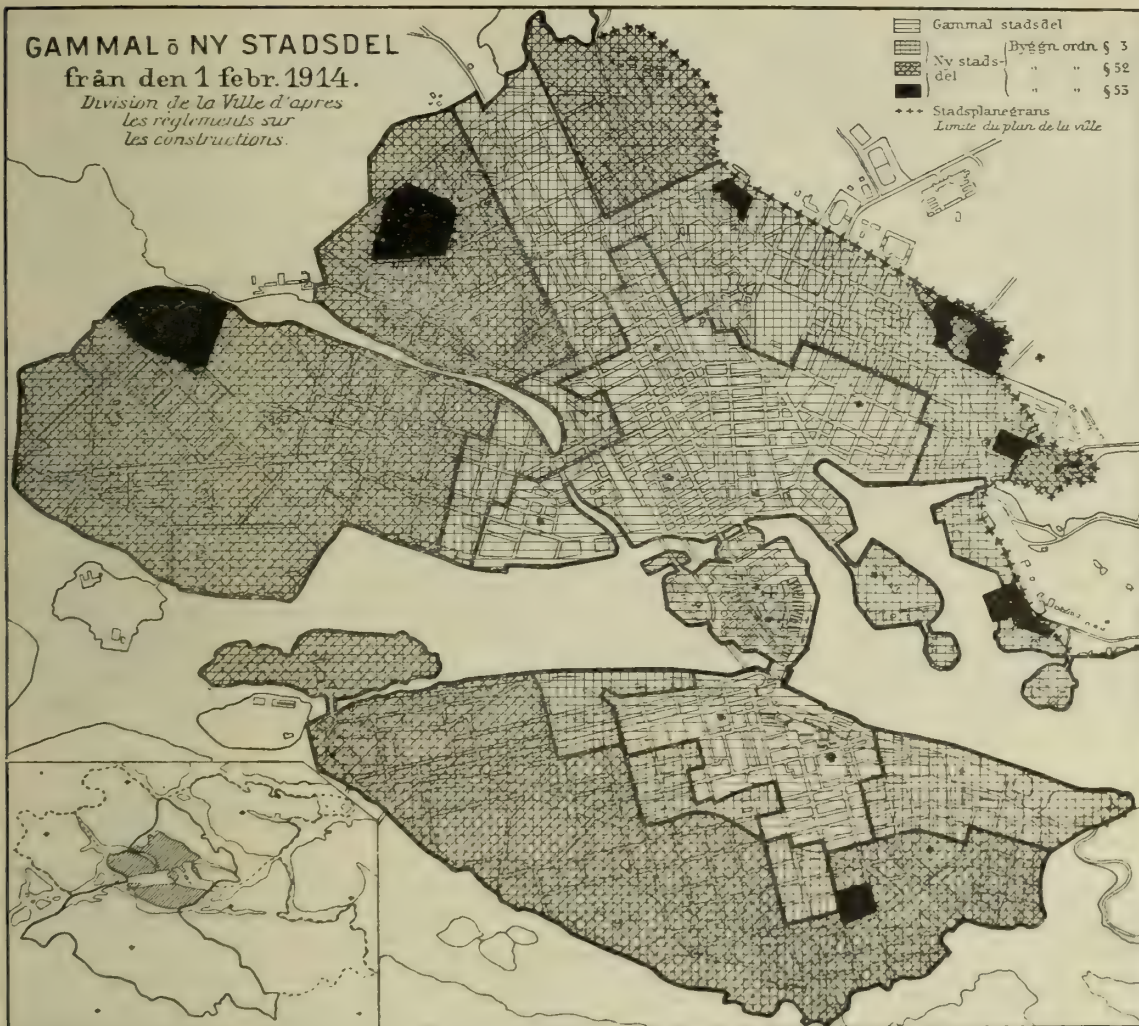 GAMMAL ō NY STADSDEL
från den 1 febr. 1914.
Division de la Ville d'apres
les règlements sur
les constructions.
Gammal stadsdel
Ny stads-
del
Byggn. ordn. § 3
" " § 52
" " § 53
Stadsplanegräns
Limite du plan de la ville